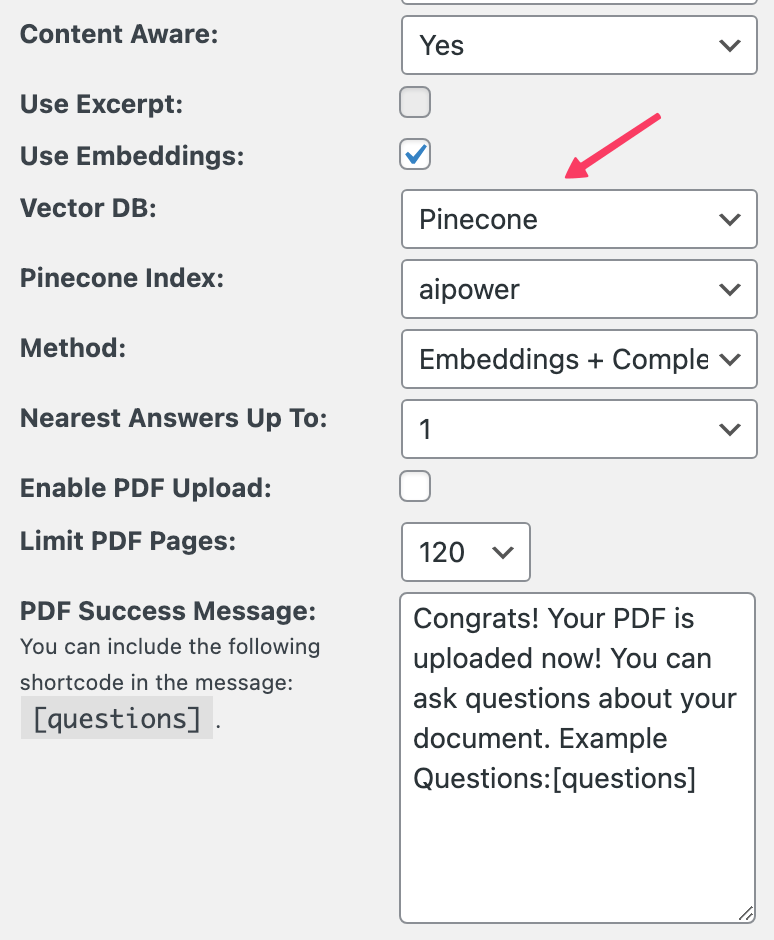 Content Aware:
Yes
Use Excerpt:
Use Embeddings:
Vector DB:
Pinecone
Pinecone Index:
aipower
Method:
Embeddings + Comple
Nearest Answers Up To:
1
Enable PDF Upload:
Limit PDF Pages:
120
PDF Success Message:
You can include the following
shortcode in the message:
[questions] .
Congrats! Your PDF is
uploaded now! You can
ask questions about your
document. Example
Questions:[questions]